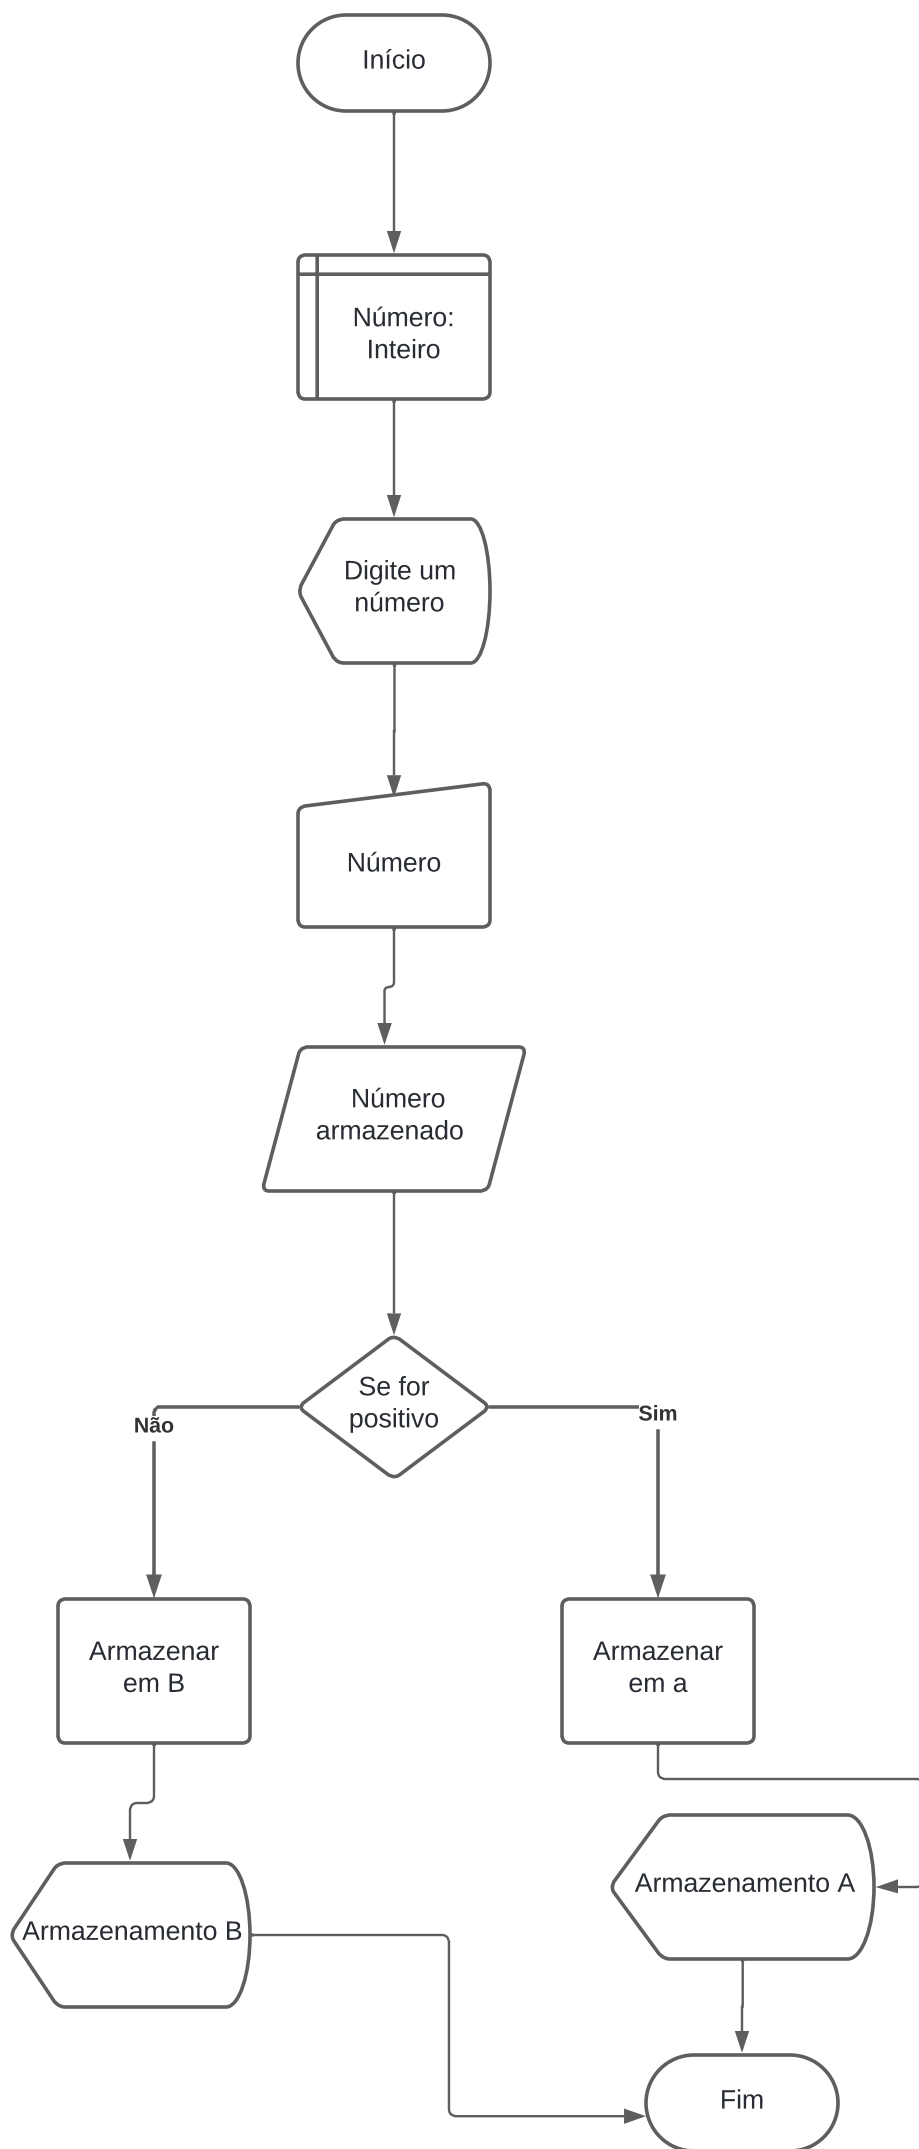 Início
Número:
Inteiro
Digite um
número
Número
Número
armazenado
Se for
positivo
Não
Sim
Armazenar
em B
Armazenar
em a
Armazenamento B
Armazenamento A
Fim